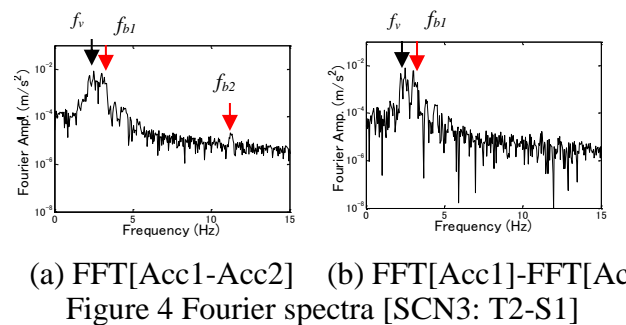 f_v f_b1
f_b2
f_v f_b1
Fourier Amp. (m/s²)
10⁻²
10⁻⁴
10⁻⁶
10⁻⁸
0 5 10 15
Frequency (Hz)
Fourier Amp. (m/s²)
10⁻²
10⁻⁴
10⁻⁶
10⁻⁸
0 5 10 15
Frequency (Hz)
(a) FFT[Acc1-Acc2] (b) FFT[Acc1]-FFT[Ac
Figure 4 Fourier spectra [SCN3: T2-S1]